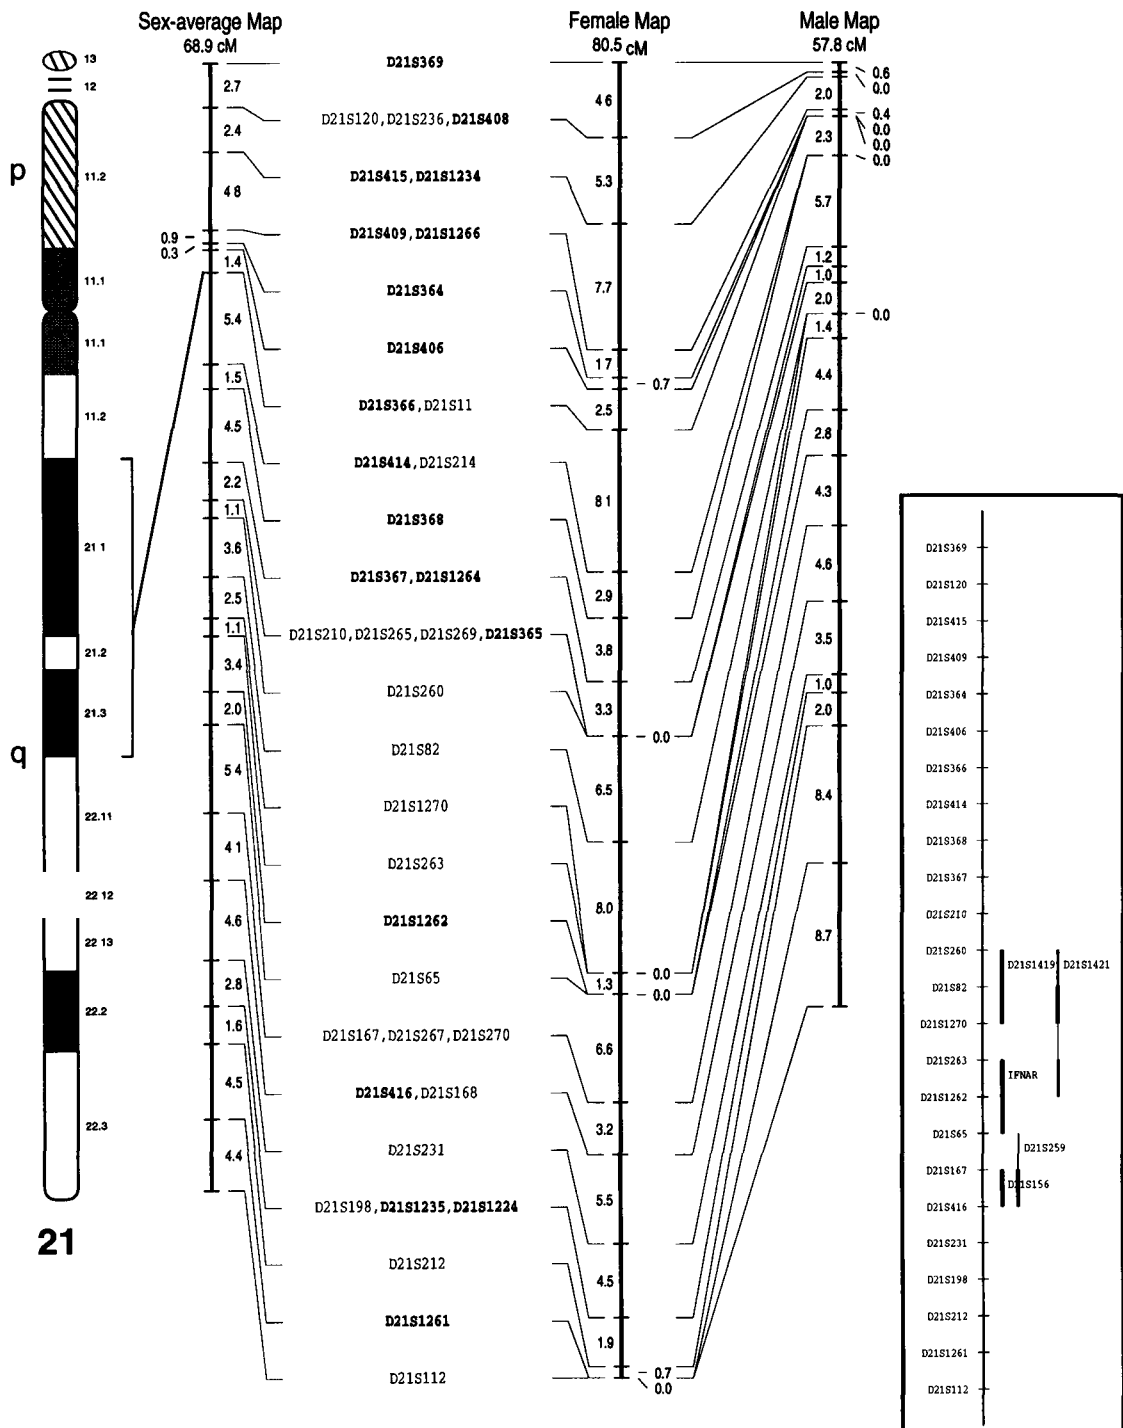 Sex-average Map
68.9 cM
Female Map
80.5 cM
Male Map
57.8 cM
p
q
13
12
11.2
11.1
11.1
11.2
21 1
21.2
21.3
22.11
22 12
22 13
22.2
22.3
21
2.7
2.4
4 8
0.9
0.3
1.4
5.4
1.5
4.5
2.2
1.1
3.6
2.5
1.1
3.4
2.0
5 4
4 1
4.6
2.8
1.6
4.5
4.4
D21S369
D21S120,D21S236,D21S408
D21S415,D21S1234
D21S409,D21S1266
D21S364
D21S406
D21S366,D21S11
D21S414,D21S214
D21S368
D21S367,D21S1264
D21S210,D21S265,D21S269,D21S365
D21S260
D21S82
D21S1270
D21S263
D21S1262
D21S65
D21S167,D21S267,D21S270
D21S416,D21S168
D21S231
D21S198,D21S1235,D21S1224
D21S212
D21S1261
D21S112
4 6
5.3
7.7
1 7
0.7
2.5
8 1
2.9
3.8
3.3
0.0
6.5
8.0
0.0
1.3
0.0
6.6
3.2
5.5
4.5
1.9
0.7
0.0
0.6
0.0
2.0
0.4
0.0
2.3
0.0
0.0
5.7
1.2
1.0
2.0
0.0
1.4
4.4
2.8
4.3
4.6
3.5
1.0
2.0
8.4
8.7
D21S369
D21S120
D21S415
D21S409
D21S364
D21S406
D21S366
D21S414
D21S368
D21S367
D21S210
D21S260
D21S1419 D21S1421
D21S82
D21S1270
D21S263
IFNAR
D21S1262
D21S65
D21S259
D21S167
D21S156
D21S416
D21S231
D21S198
D21S212
D21S1261
D21S112